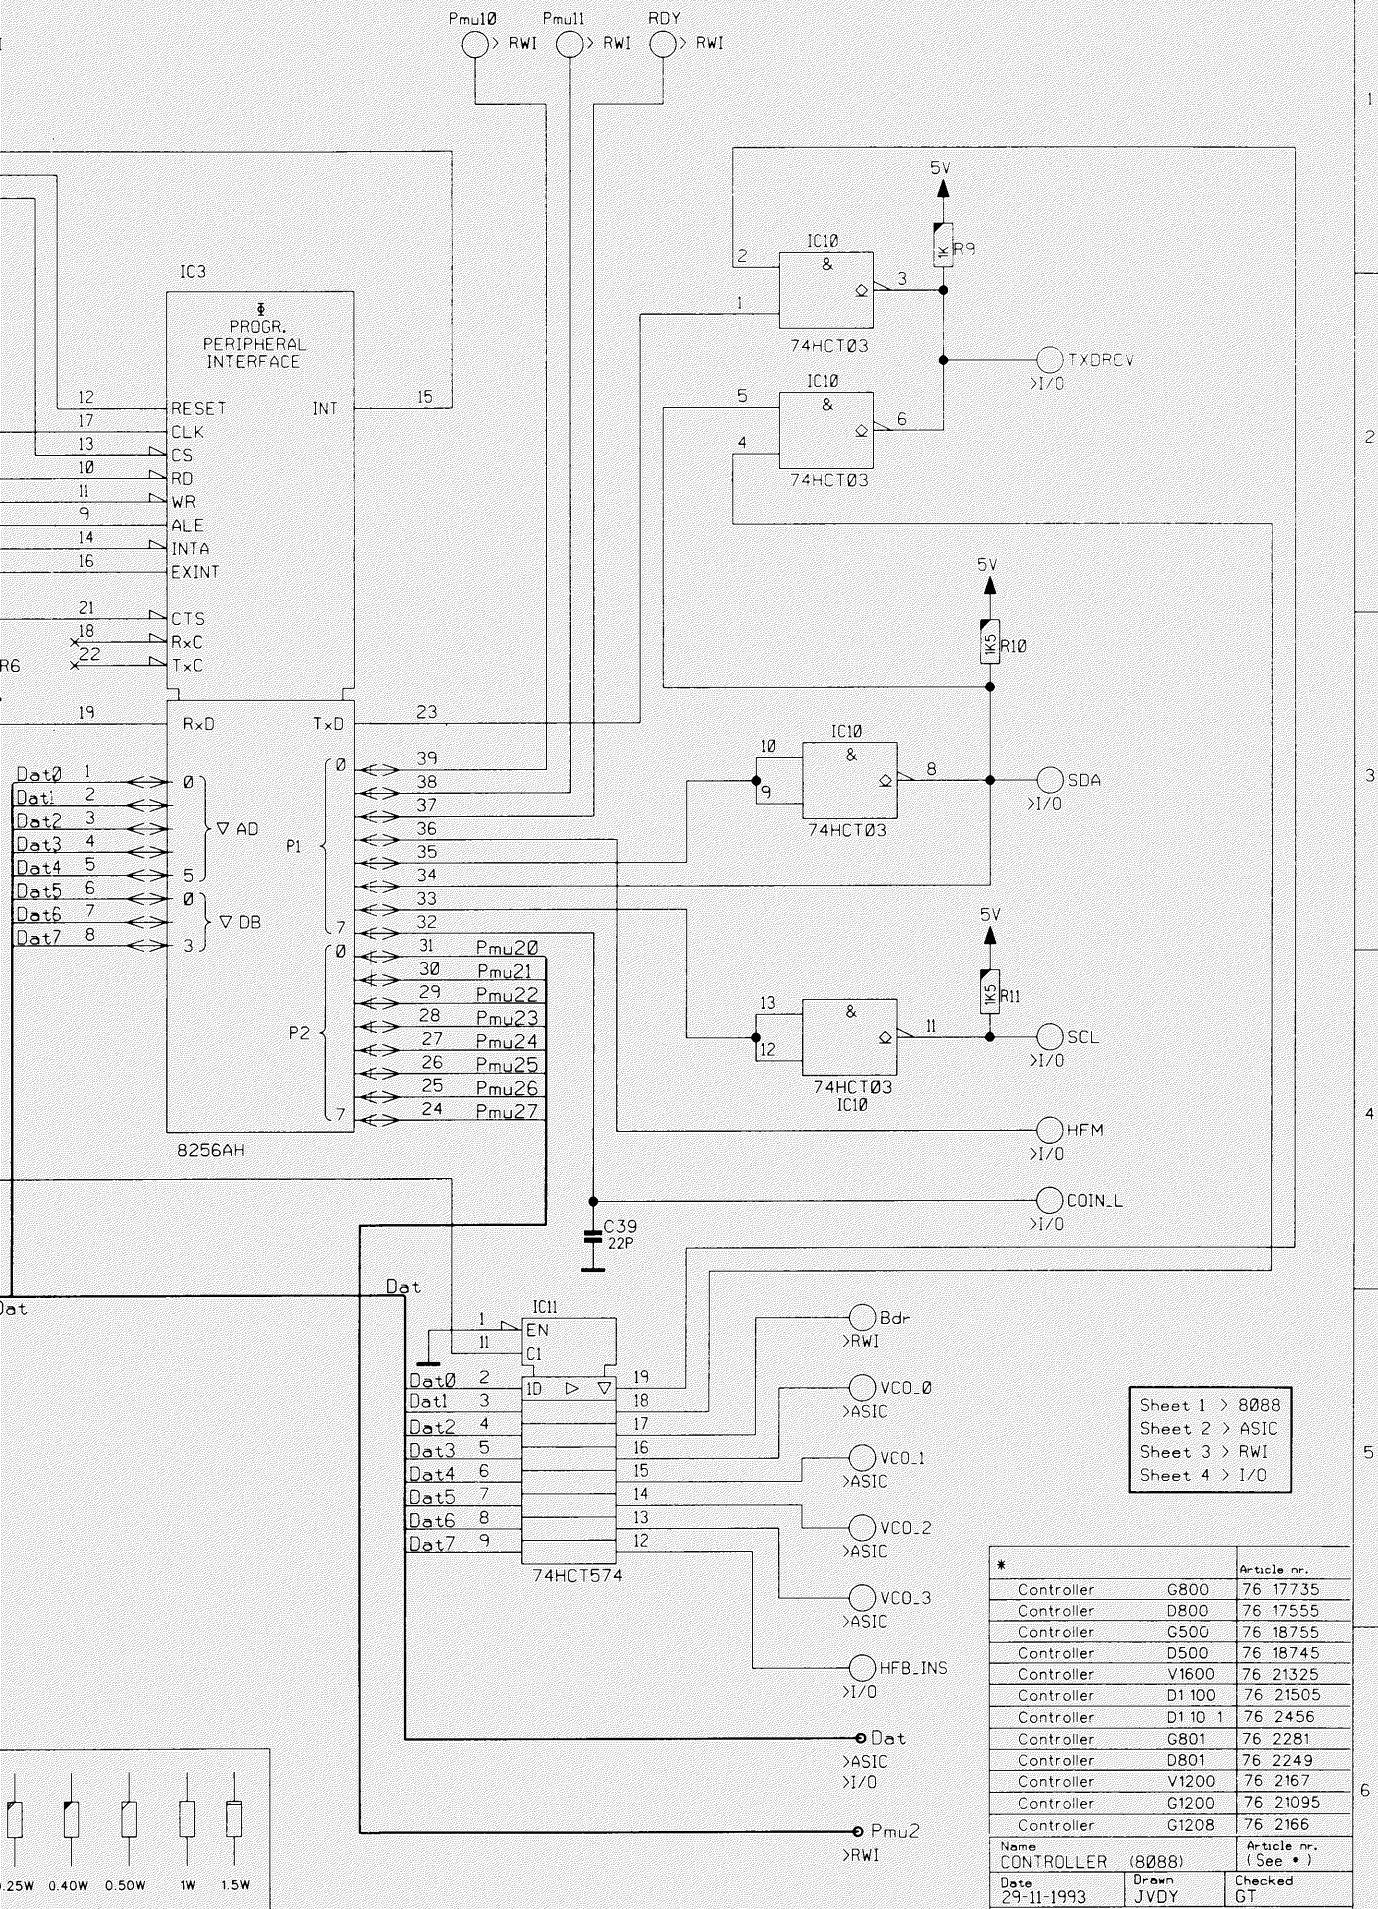 Pmu10 Pmu11 RDY
> RWI > RWI > RWI
1
5V
R9
1K
IC10
2
&
3
1
74HCT03
TXDRCV
>I/O
IC10
5
&
6
4
74HCT03
2
IC3
Φ
PROGR.
PERIPHERAL
INTERFACE
12 RESET INT 15
17 CLK
13 CS
10 RD
11 WR
9 ALE
14 INTA
16 EXINT
21 CTS
18 RxC
22 TxC
R6
19 RxD TxD 23
5V
1K5 R10
IC10
10
&
8
9
74HCT03
SDA
>I/O
3
Dat0 1 0
Dat1 2
Dat2 3 ▽ AD
Dat3 4
Dat4 5 5
Dat5 6 0
Dat6 7 ▽ DB
Dat7 8 3
P1
0 39
38
37
36
35
34
33
7 32
P2
0 31 Pmu20
30 Pmu21
29 Pmu22
28 Pmu23
27 Pmu24
26 Pmu25
25 Pmu26
7 24 Pmu27
8256AH
5V
1K5 R11
13
&
11
12
74HCT03
IC10
SCL
>I/O
4
HFM
>I/O
COIN_L
>I/O
C39
22P
Dat
Dat
IC11
1 EN
11 C1
Dat0 2 1D ▷ ▽ 19
Dat1 3 18
Dat2 4 17
Dat3 5 16
Dat4 6 15
Dat5 7 14
Dat6 8 13
Dat7 9 12
74HCT574
Bdr
>RWI
VCO_0
>ASIC
VCO_1
>ASIC
VCO_2
>ASIC
VCO_3
>ASIC
HFB_INS
>I/O
Dat
>ASIC
>I/O
Pmu2
>RWI
Sheet 1 > 8088
Sheet 2 > ASIC
Sheet 3 > RWI
Sheet 4 > I/O
5
* Article nr.
Controller G800 76 17735
Controller D800 76 17555
Controller G500 76 18755
Controller D500 76 18745
Controller V1600 76 21325
Controller D1 100 76 21505
Controller D1 10 1 76 2456
Controller G801 76 2281
Controller D801 76 2249
Controller V1200 76 2167
Controller G1200 76 21095
Controller G1208 76 2166
6
Name Article nr.
CONTROLLER (8088) (See • )
Date Drawn Checked
29-11-1993 JVDY GT
0.25W 0.40W 0.50W 1W 1.5W